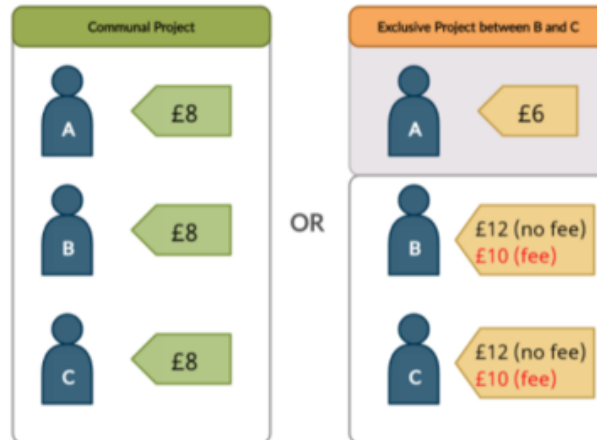 Communal Project
A
£8
B
£8
C
£8
OR
Exclusive Project between B and C
A
£6
B
£12 (no fee)
£10 (fee)
C
£12 (no fee)
£10 (fee)